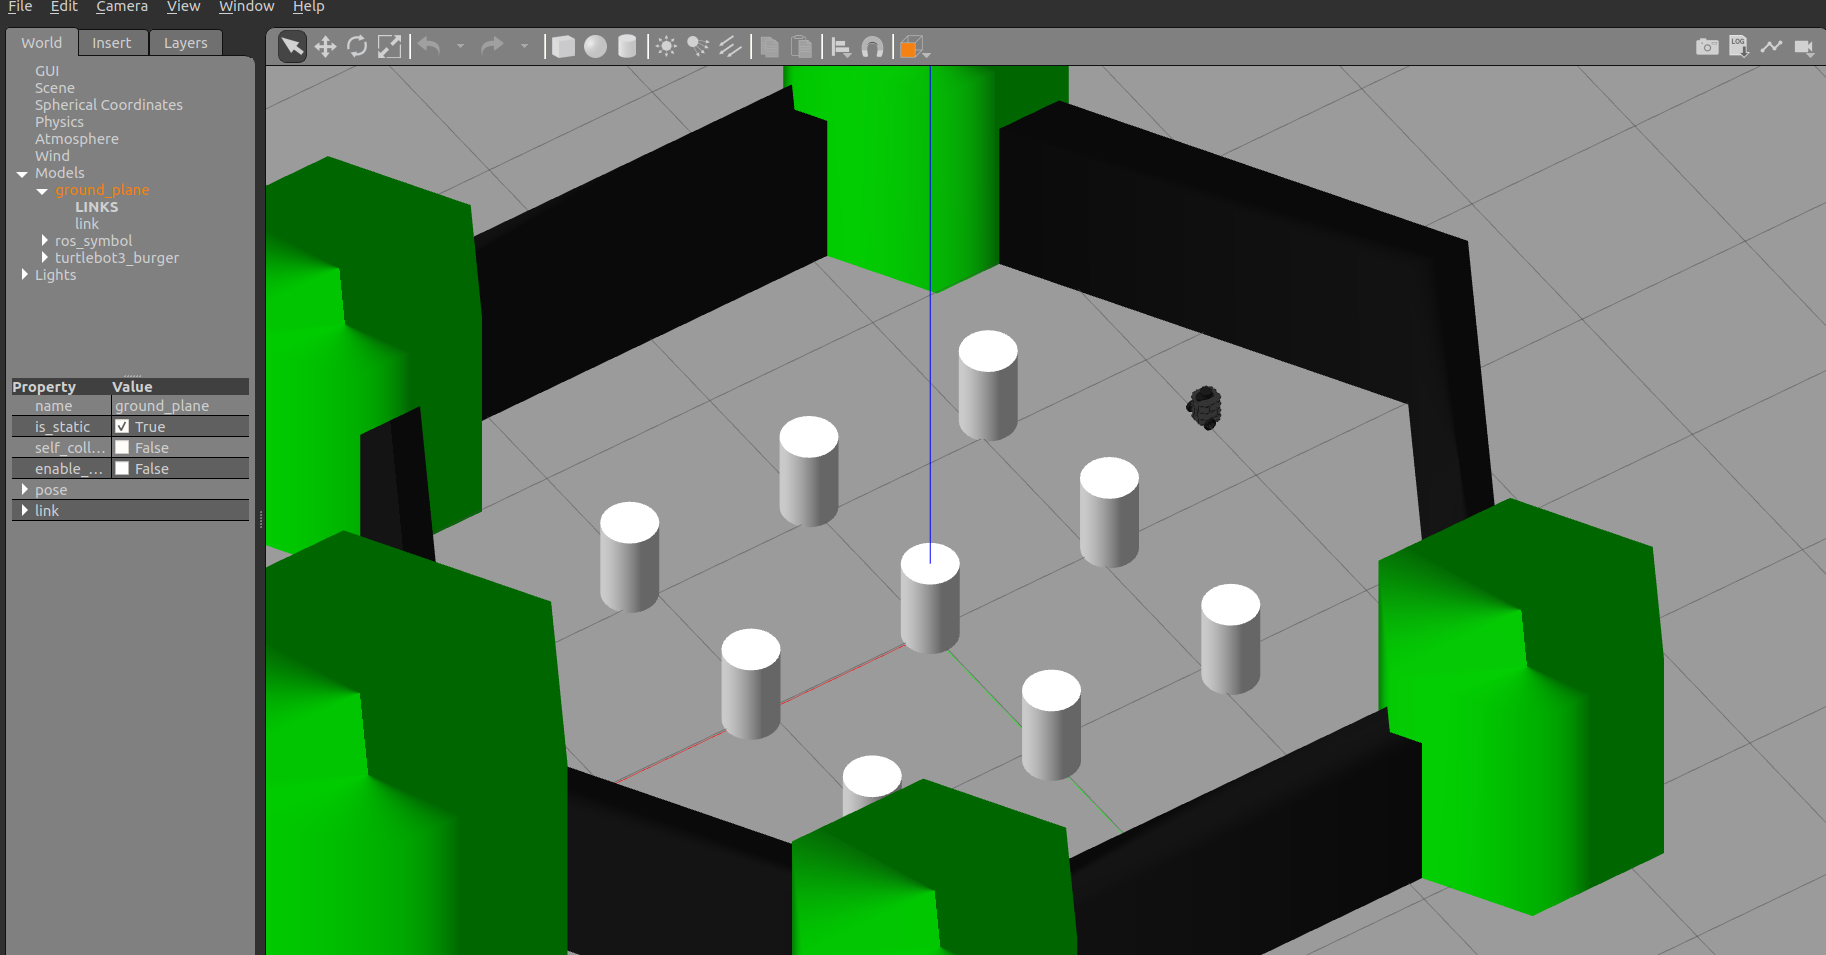 File Edit Camera View Window Help
World Insert Layers
LOG
GUI
Scene
Spherical Coordinates
Physics
Atmosphere
Wind
Models
ground_plane
LINKS
link
ros_symbol
turtlebot3_burger
Lights
Property Value
name ground_plane
is_static True
self_coll... False
enable_... False
pose
link